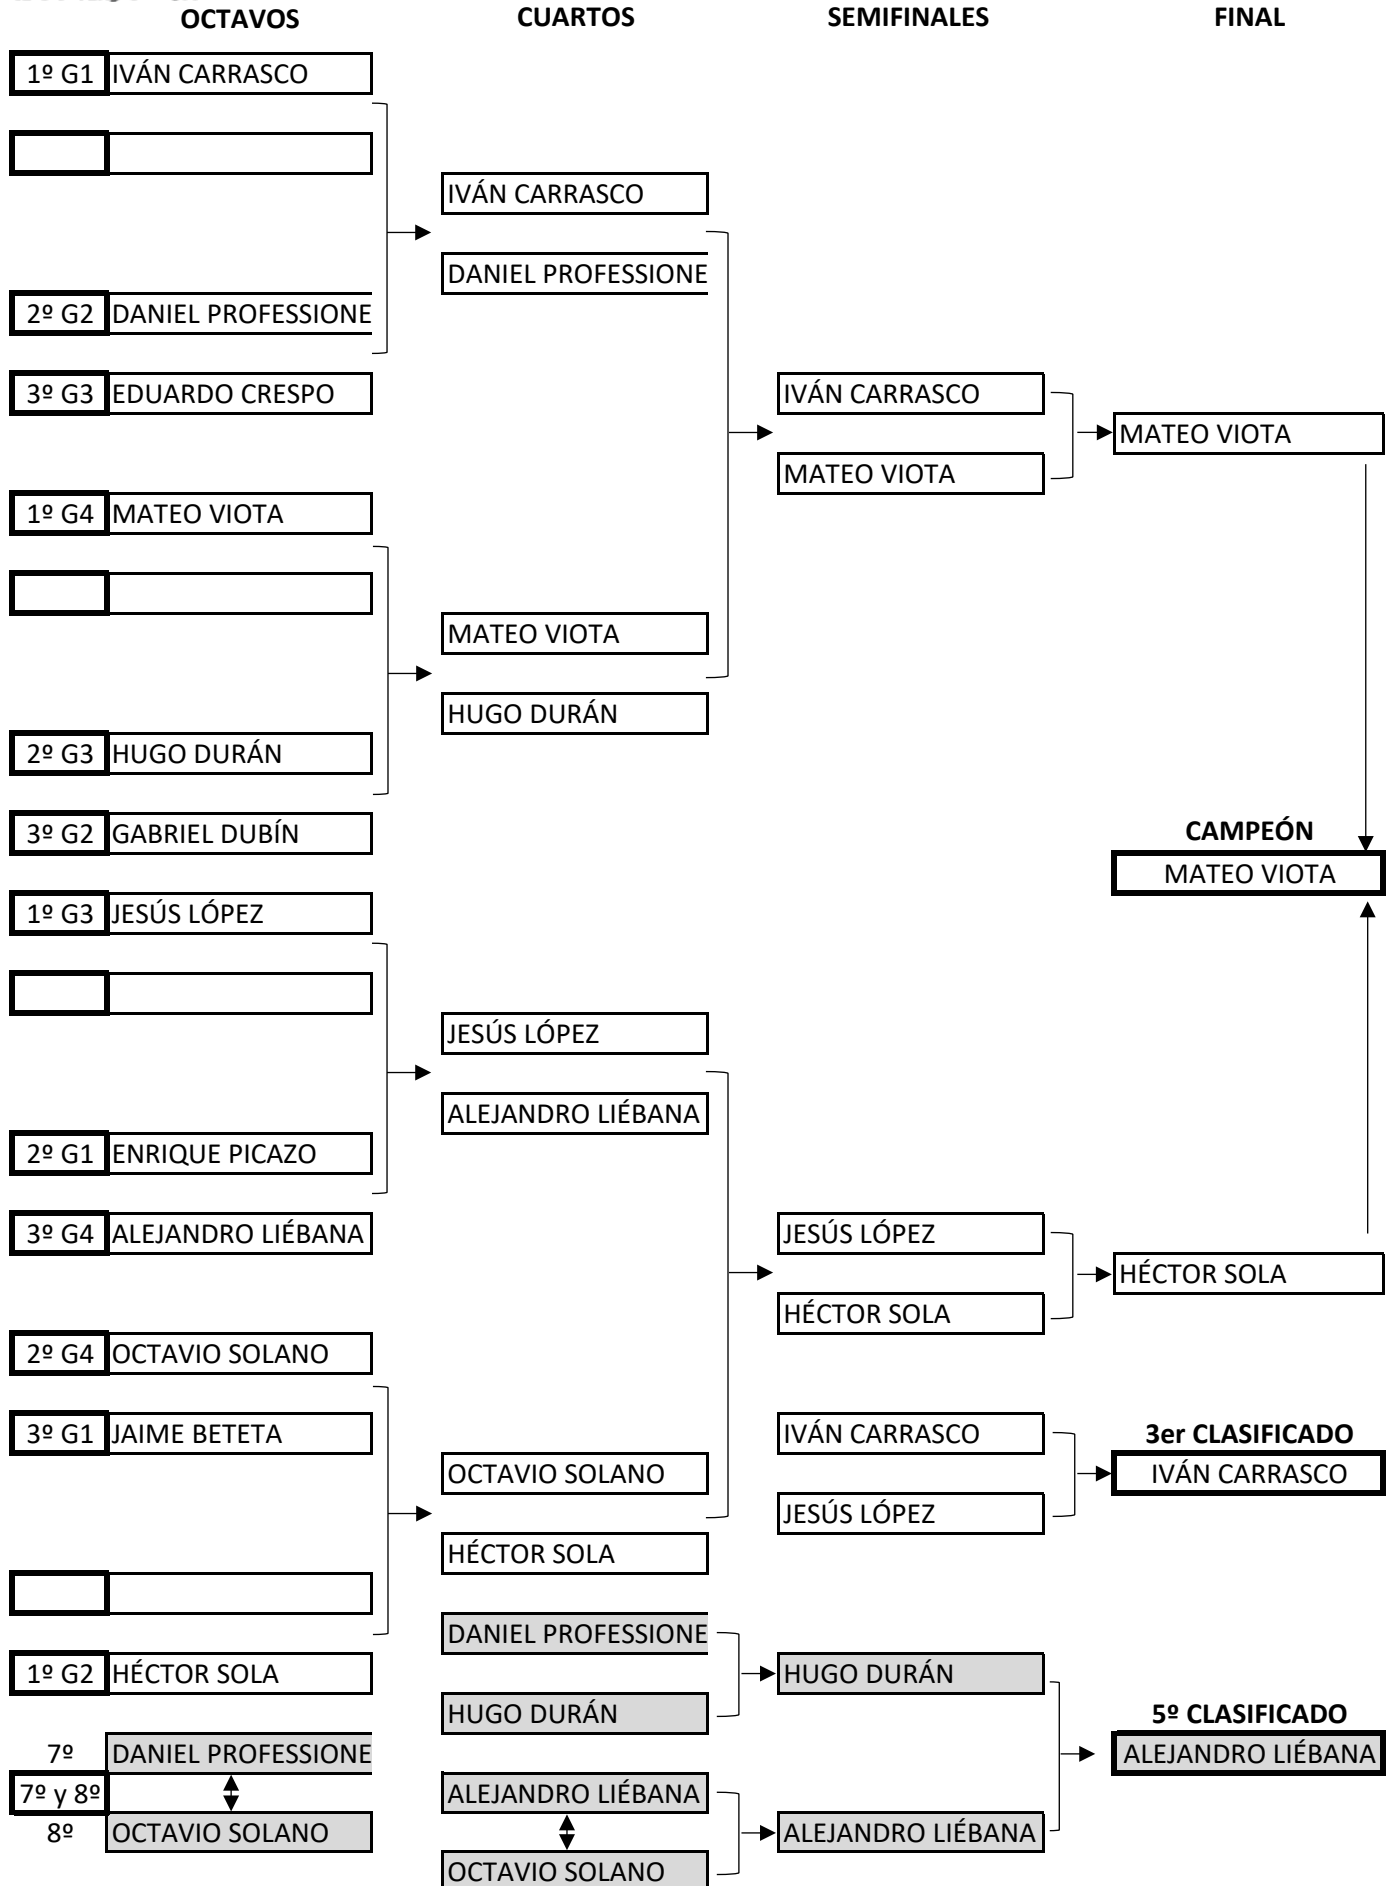 OCTAVOS CUARTOS SEMIFINALES FINAL
1º G1 IVÁN CARRASCO
IVÁN CARRASCO
DANIEL PROFESSIONE
2º G2 DANIEL PROFESSIONE
3º G3 EDUARDO CRESPO IVÁN CARRASCO
MATEO VIOTA
MATEO VIOTA
1º G4 MATEO VIOTA
MATEO VIOTA
HUGO DURÁN
2º G3 HUGO DURÁN
3º G2 GABRIEL DUBÍN CAMPEÓN
MATEO VIOTA
1º G3 JESÚS LÓPEZ
JESÚS LÓPEZ
ALEJANDRO LIÉBANA
2º G1 ENRIQUE PICAZO
3º G4 ALEJANDRO LIÉBANA JESÚS LÓPEZ
HÉCTOR SOLA
HÉCTOR SOLA
2º G4 OCTAVIO SOLANO
3º G1 JAIME BETETA IVÁN CARRASCO 3er CLASIFICADO
OCTAVIO SOLANO IVÁN CARRASCO
JESÚS LÓPEZ
HÉCTOR SOLA
DANIEL PROFESSIONE
1º G2 HÉCTOR SOLA HUGO DURÁN
HUGO DURÁN 5º CLASIFICADO
7º DANIEL PROFESSIONE ALEJANDRO LIÉBANA
7º y 8º ALEJANDRO LIÉBANA
8º OCTAVIO SOLANO ALEJANDRO LIÉBANA
OCTAVIO SOLANO